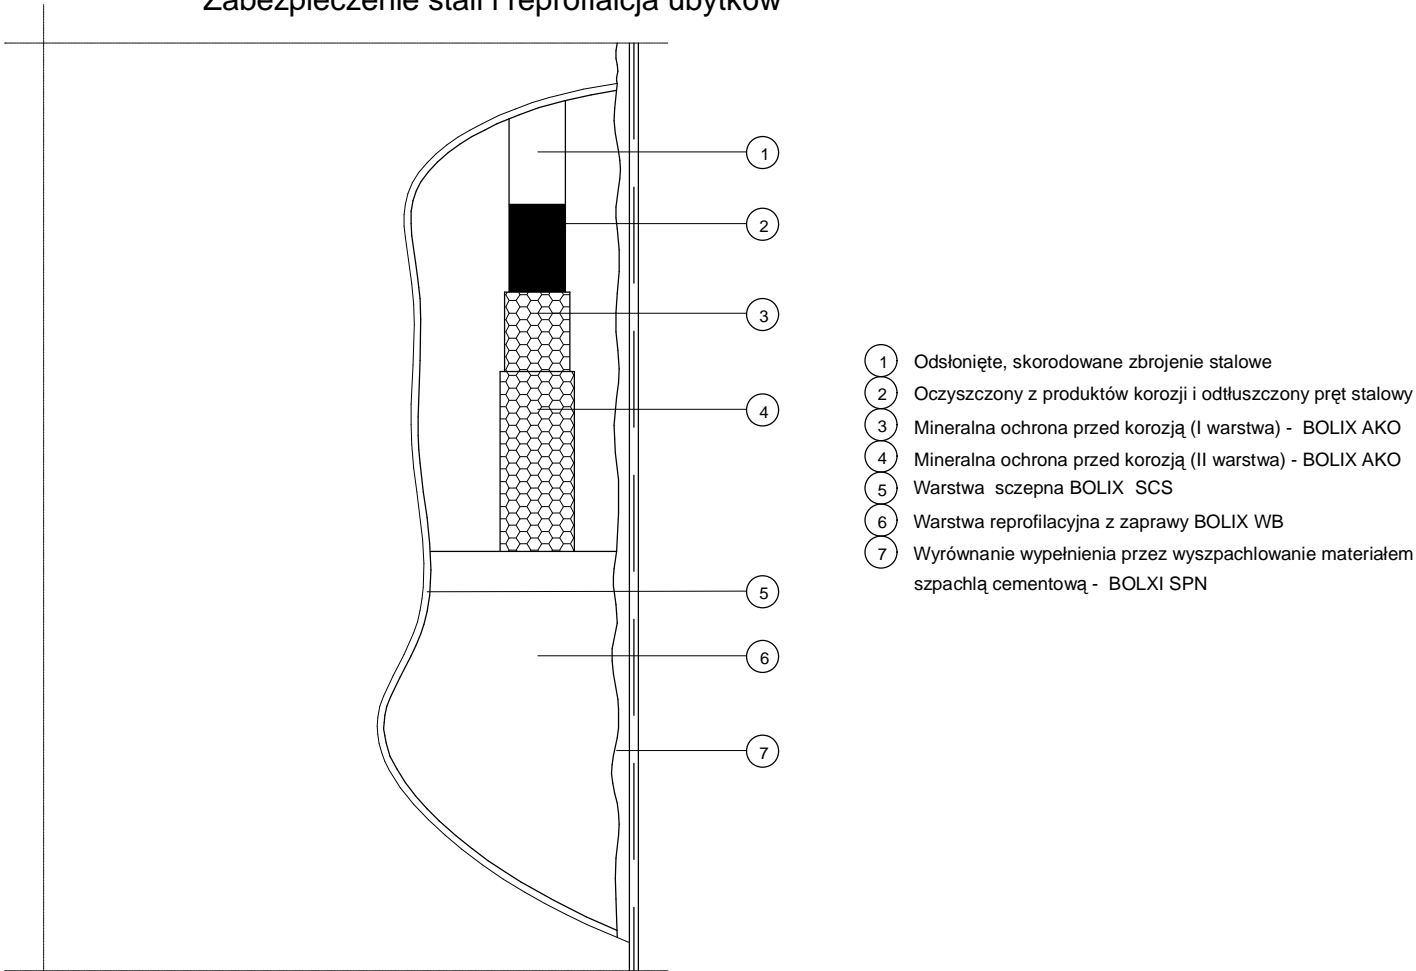 Zabezpieczenie stali i reprofilalcja ubytków
1
2
3
4
5
6
7
1 Odsłonięte, skorodowane zbrojenie stalowe
2 Oczyszczony z produktów korozji i odtłuszczony pręt stalowy
3 Mineralna ochrona przed korozją (I warstwa) - BOLIX AKO
4 Mineralna ochrona przed korozją (II warstwa) - BOLIX AKO
5 Warstwa sczepna BOLIX SCS
6 Warstwa reprofilacyjna z zaprawy BOLIX WB
7 Wyrównanie wypełnienia przez wyszpachlowanie materiałem
szpachlą cementową - BOLXI SPN